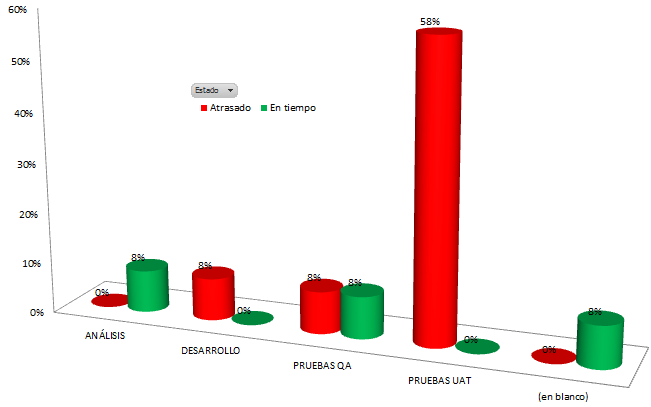 60%
50%
40%
30%
20%
10%
0%
Estado
Atrasado
En tiempo
0%
8%
8%
0%
8%
8%
58%
0%
0%
8%
ANÁLISIS
DESARROLLO
PRUEBAS QA
PRUEBAS UAT
(en blanco)